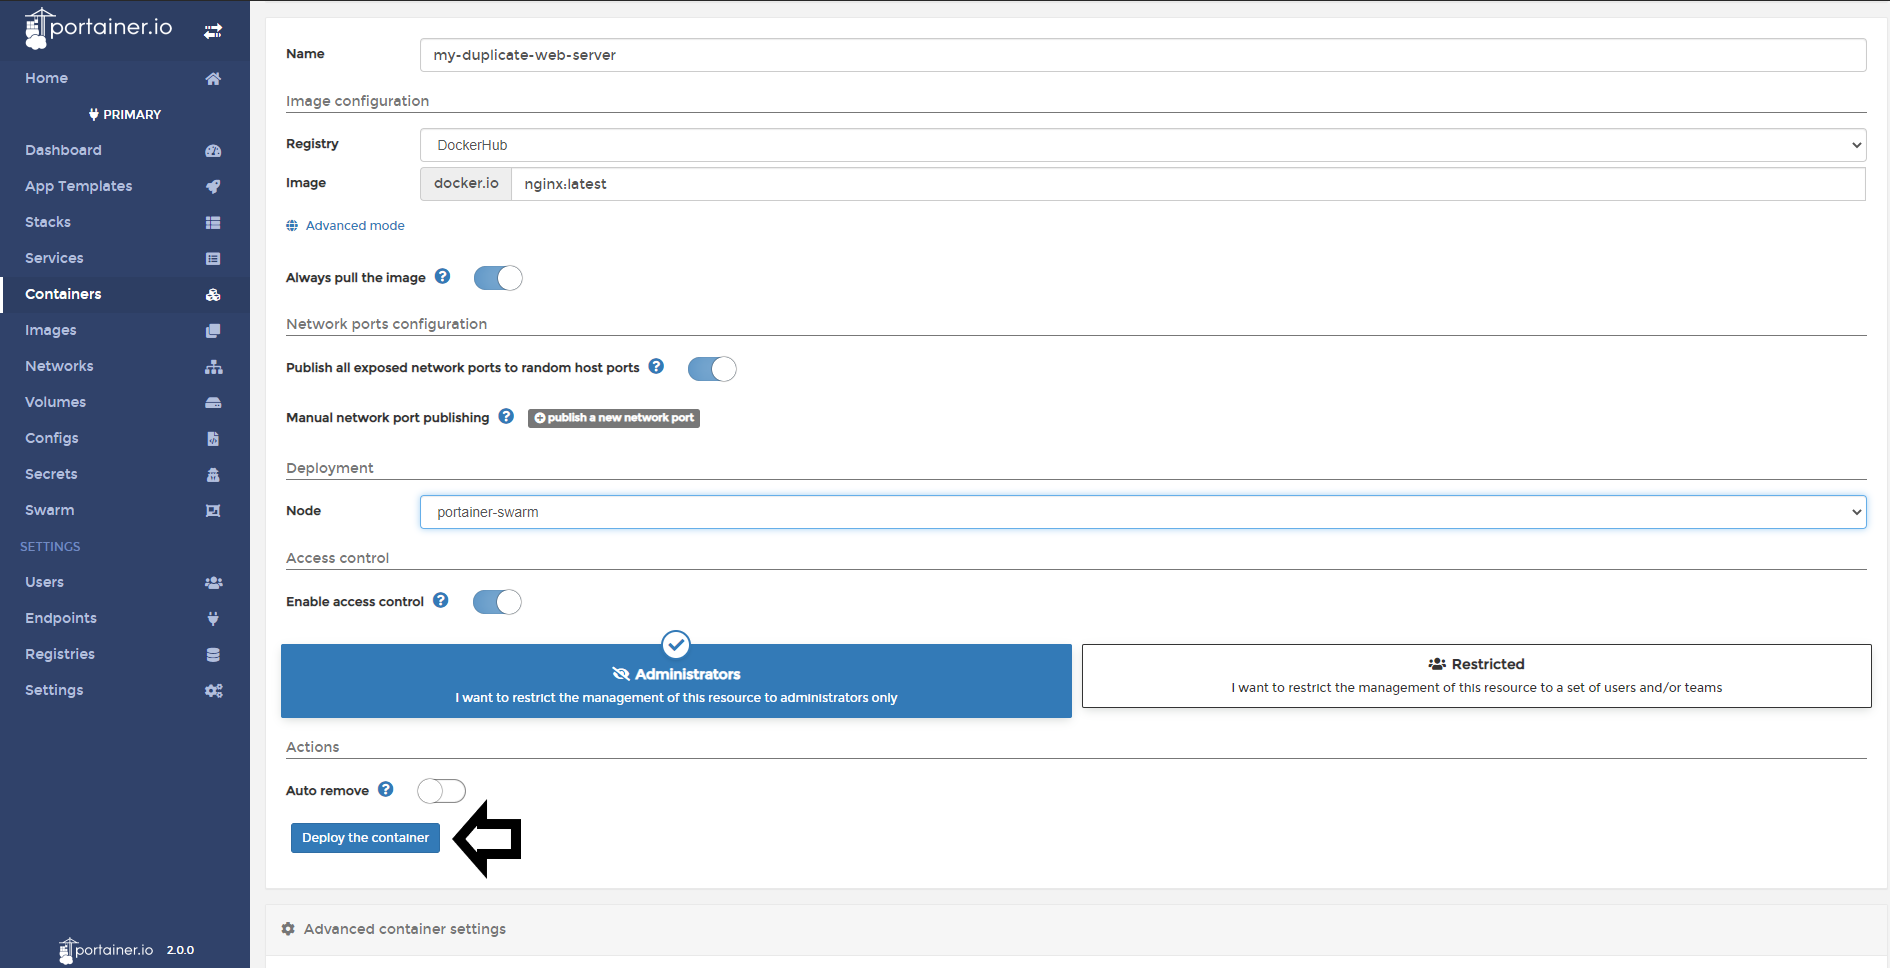 portainer.io
Home
PRIMARY
Dashboard
App Templates
Stacks
Services
Containers
Images
Networks
Volumes
Configs
Secrets
Swarm
SETTINGS
Users
Endpoints
Registries
Settings
portainer.io 2.0.0
Name my-duplicate-web-server
Image configuration
Registry DockerHub
Image docker.io nginx:latest
Advanced mode
Always pull the image
Network ports configuration
Publish all exposed network ports to random host ports
Manual network port publishing publish a new network port
Deployment
Node portainer-swarm
Access control
Enable access control
Administrators
I want to restrict the management of this resource to administrators only
Restricted
I want to restrict the management of this resource to a set of users and/or teams
Actions
Auto remove
Deploy the container
Advanced container settings